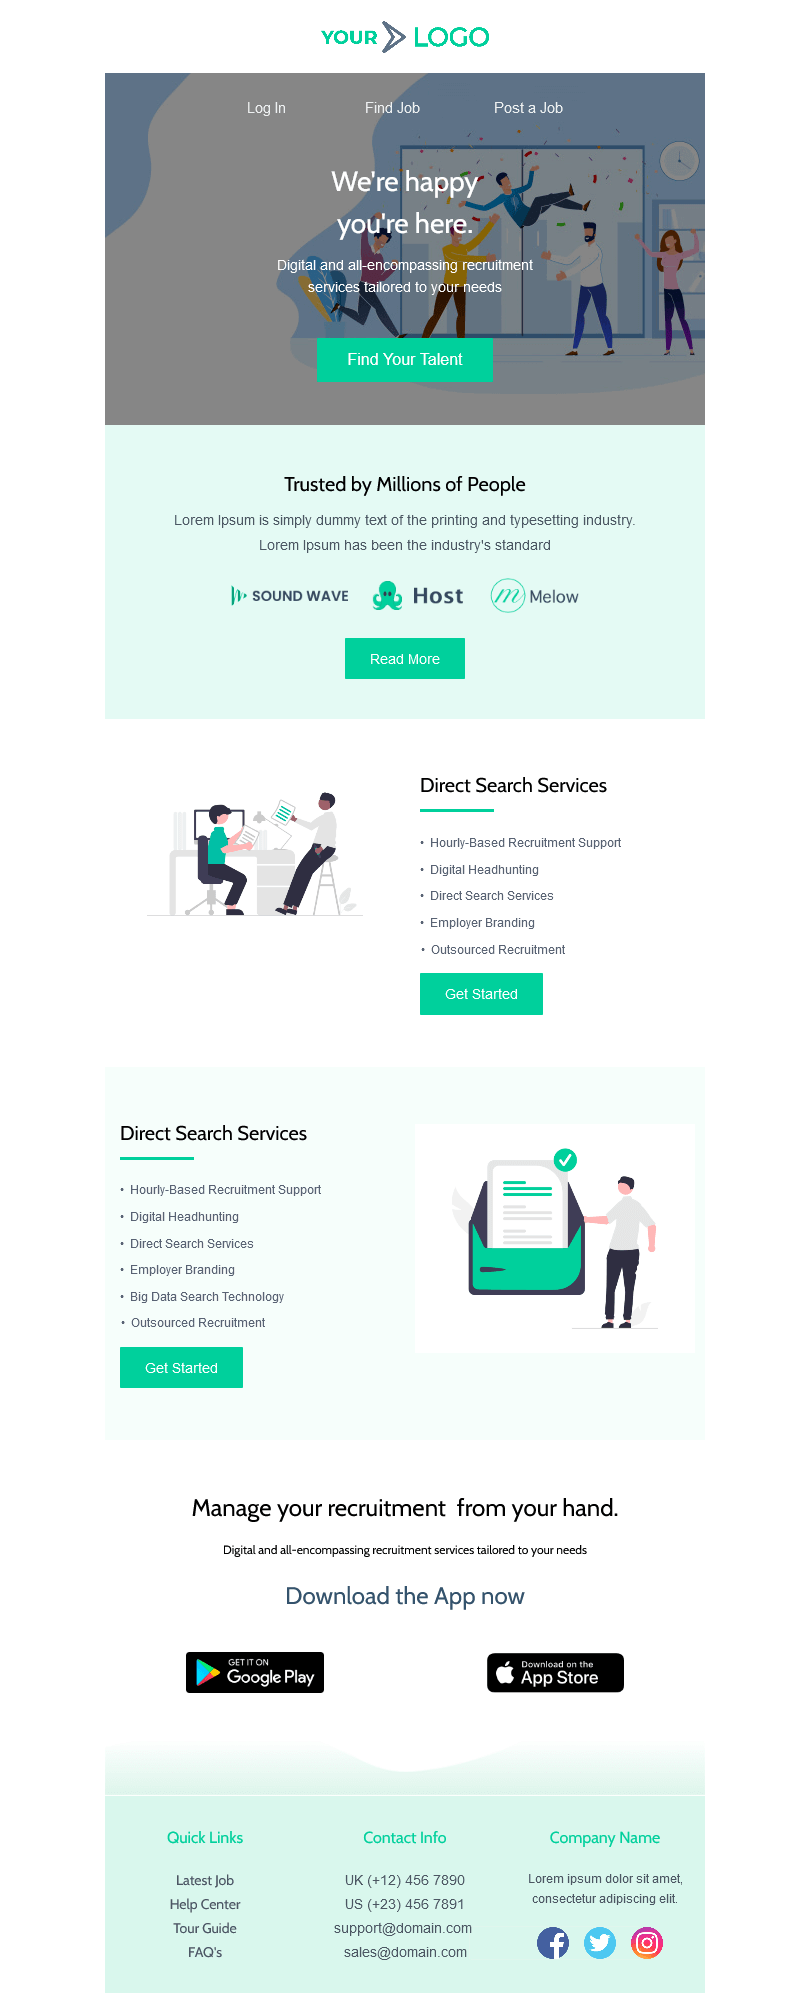 YOUR LOGO
Log In Find Job Post a Job
We're happy
you're here.
Digital and all-encompassing recruitment
services tailored to your needs
Find Your Talent
Trusted by Millions of People
Lorem Ipsum is simply dummy text of the printing and typesetting industry.
Lorem Ipsum has been the industry's standard
SOUND WAVE
Host
m Melow
Read More
Direct Search Services
• Hourly-Based Recruitment Support
• Digital Headhunting
• Direct Search Services
• Employer Branding
• Outsourced Recruitment
Get Started
Direct Search Services
• Hourly-Based Recruitment Support
• Digital Headhunting
• Direct Search Services
• Employer Branding
• Big Data Search Technology
• Outsourced Recruitment
Get Started
Manage your recruitment  from your hand.
Digital and all-encompassing recruitment services tailored to your needs
Download the App now
GET IT ON
Google Play
Download on the
App Store
Quick Links
Latest Job
Help Center
Tour Guide
FAQ's
Contact Info
UK (+12) 456 7890
US (+23) 456 7891
support@domain.com
sales@domain.com
Company Name
Lorem ipsum dolor sit amet,
consectetur adipiscing elit.